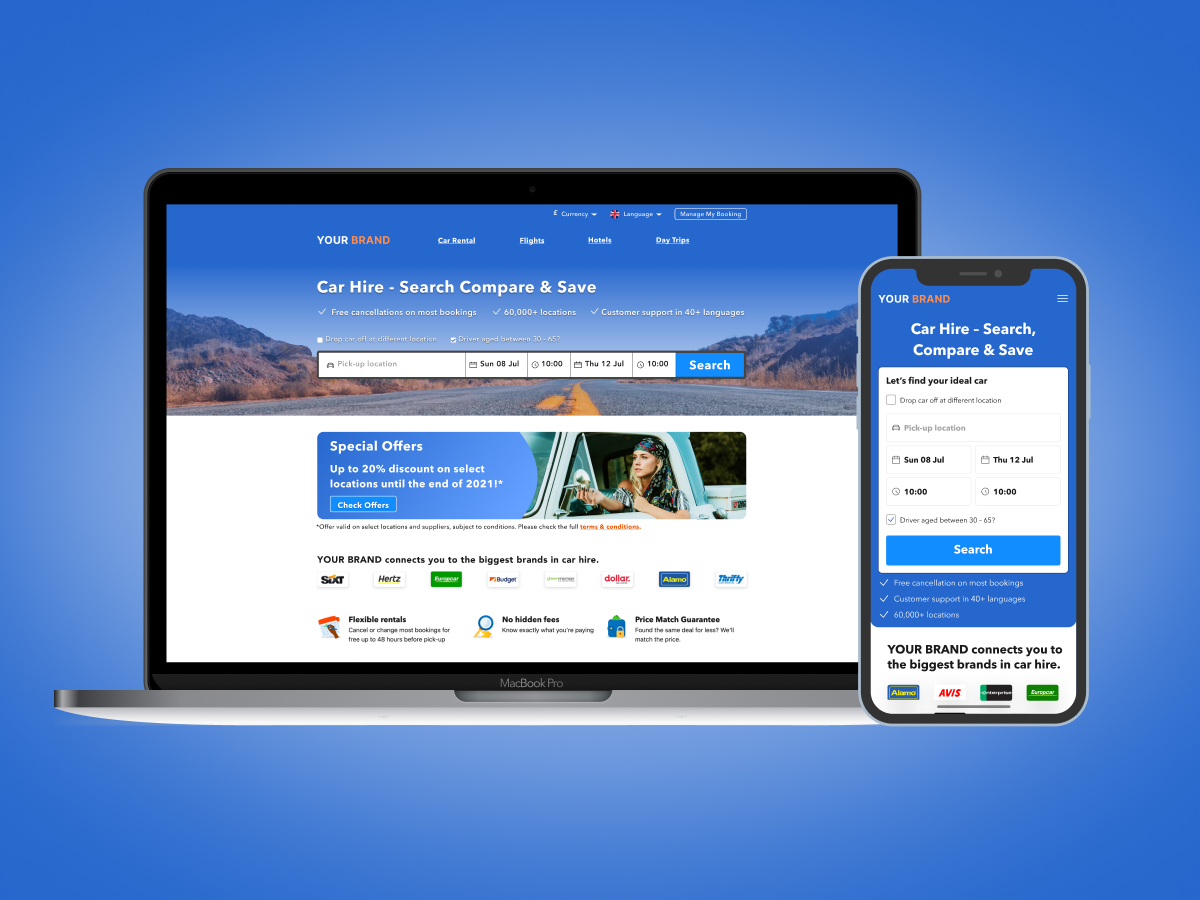 £ Currency
Language
Manage My Booking
YOUR BRAND
Car Rental
Flights
Hotels
Day Trips
Car Hire - Search Compare & Save
Free cancellations on most bookings
60,000+ locations
Customer support in 40+ languages
Drop car off at different location
Driver aged between 30 - 65?
Pick-up location
Sun 08 Jul
10:00
Thu 12 Jul
10:00
Search
Special Offers
Up to 20% discount on select
locations until the end of 2021!*
Check Offers
*Offer valid on select locations and suppliers, subject to conditions. Please check the full terms & conditions.
YOUR BRAND connects you to the biggest brands in car hire.
SIXT
Hertz
Europcar
Budget
green motion
dollar.
Alamo
Thrifty
Flexible rentals
Cancel or change most bookings for
free up to 48 hours before pick-up
No hidden fees
Know exactly what you're paying
Price Match Guarantee
Found the same deal for less? We'll
match the price.
MacBook Pro
YOUR BRAND
Car Hire – Search,
Compare & Save
Let's find your ideal car
Drop car off at different location
Pick-up location
Sun 08 Jul
Thu 12 Jul
10:00
10:00
Driver aged between 30 – 65?
Search
Free cancellation on most bookings
Customer support in 40+ languages
60,000+ locations
YOUR BRAND connects you to
the biggest brands in car hire.
Alamo
AVIS
enterprise
Europcar